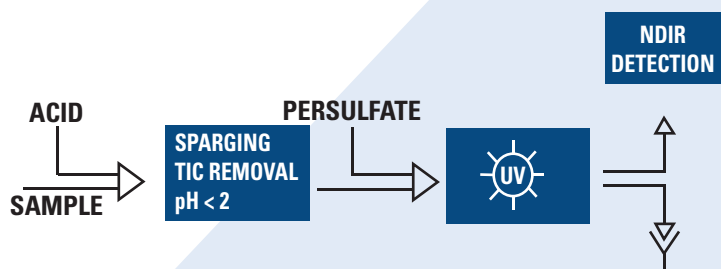 NDIR
DETECTION
ACID
PERSULFATE
SPARGING
TIC REMOVAL
pH < 2
UV
SAMPLE